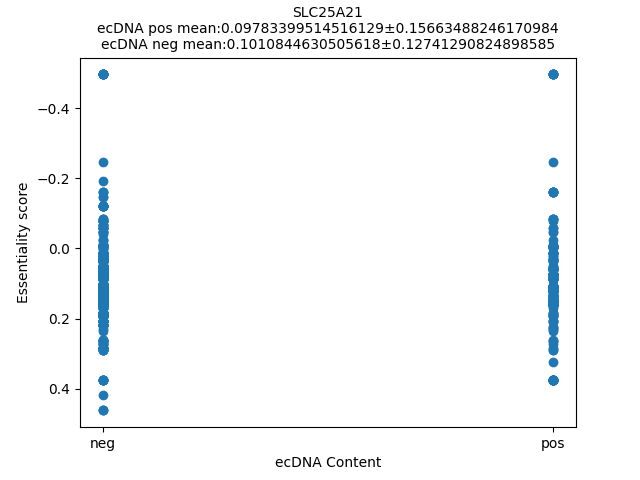 SLC25A21
ecDNA pos mean:0.09783399514516129±0.15663488246170984
ecDNA neg mean:0.1010844630505618±0.12741290824898585
−0.4
−0.2
0.0
0.2
0.4
Essentiality score
neg
pos
ecDNA Content